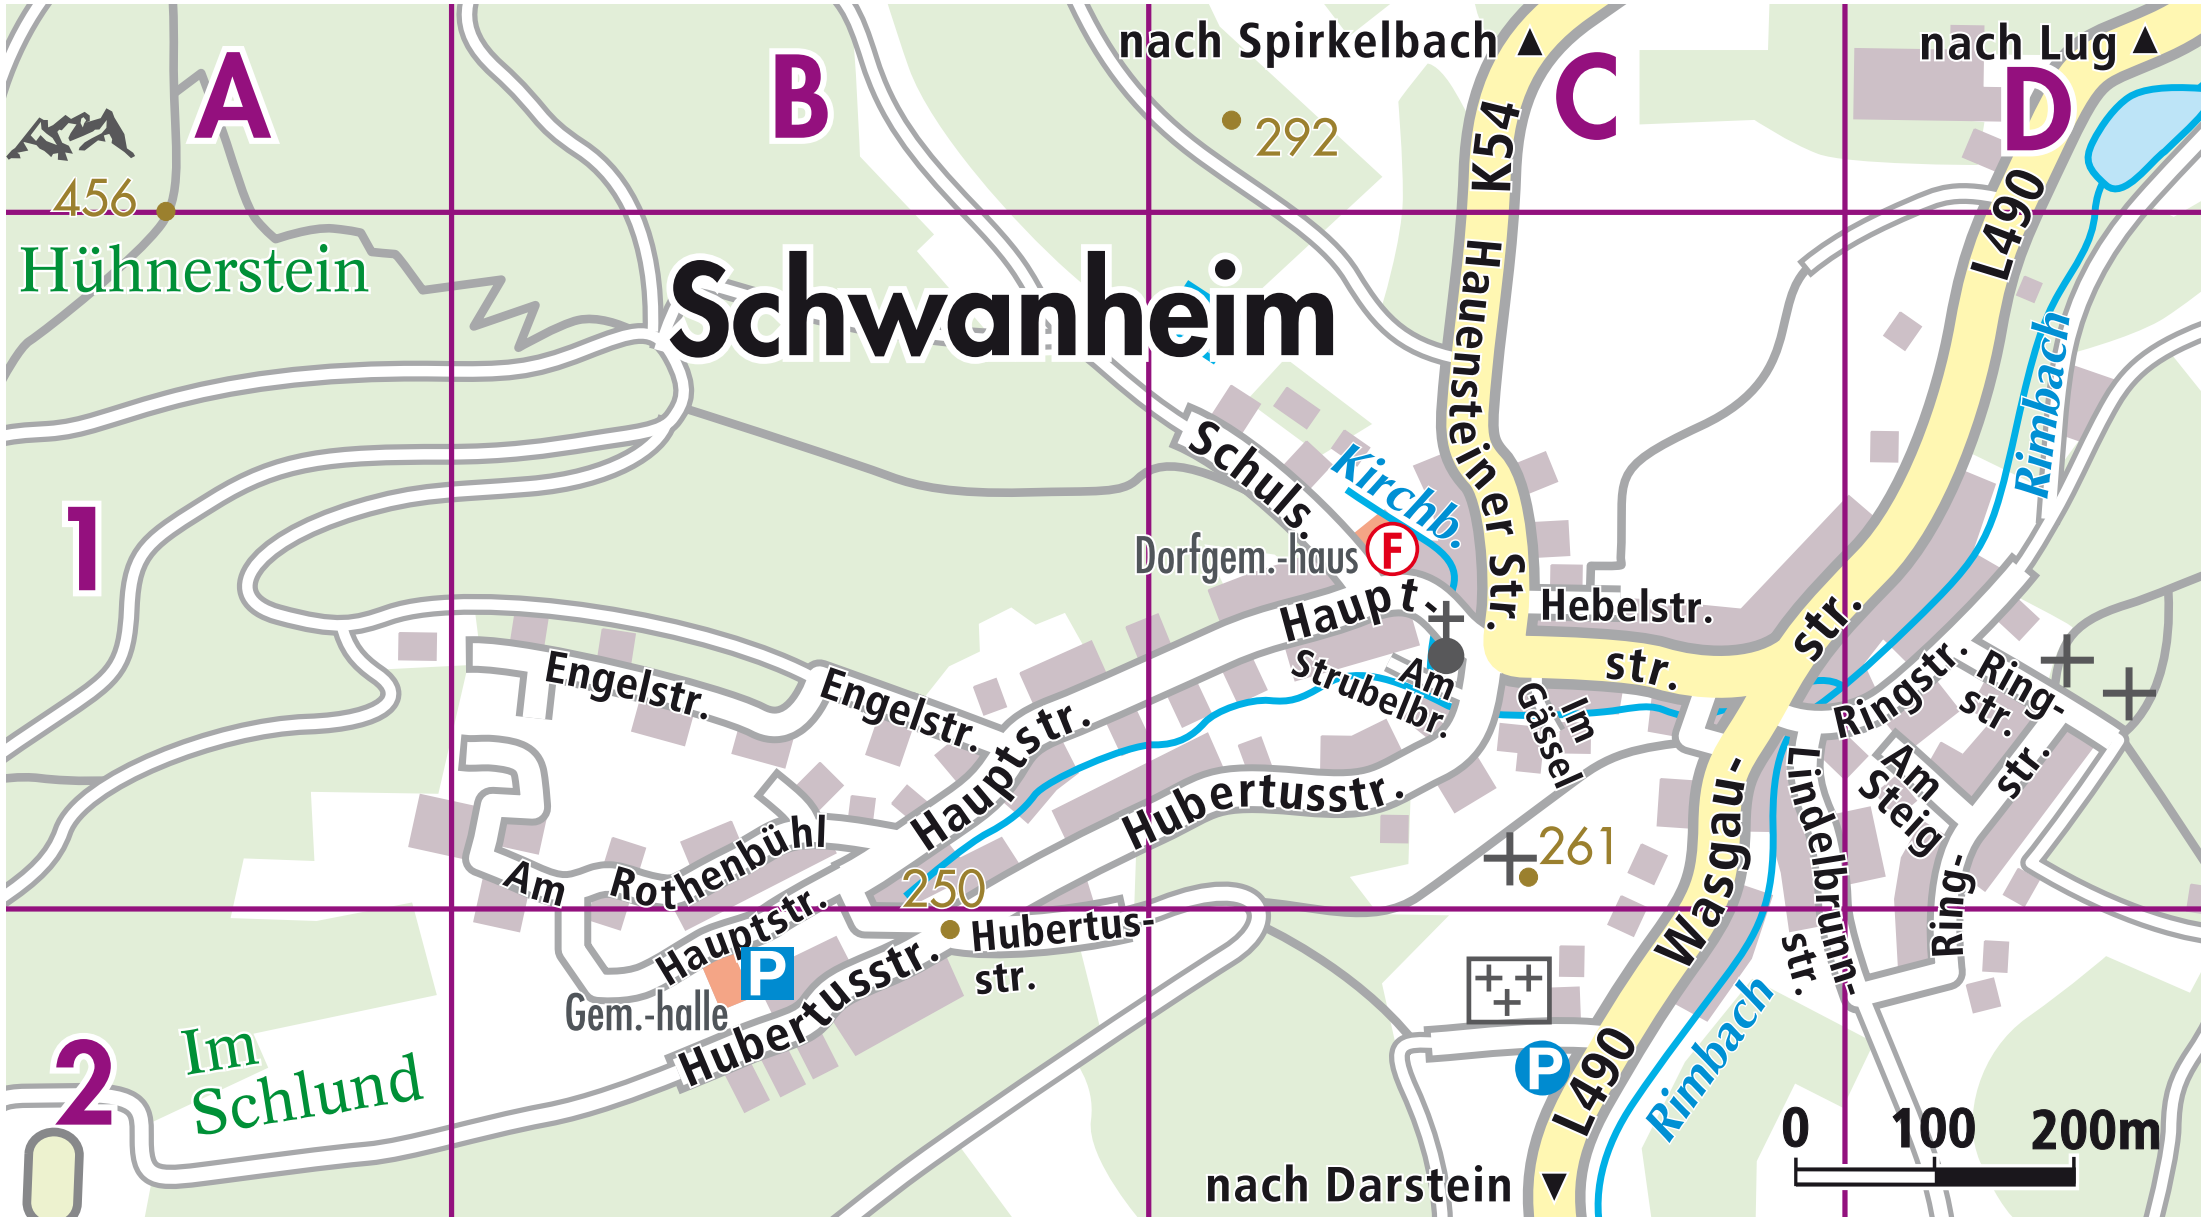 nach Spirkelbach ▲
nach Lug ▲
A
B
C
D
292
K54
456
L490
Hühnerstein
Schwanheim
Hauensteiner Str.
Rimbach
Schuls.
Kirchb.
1
Dorfgem.-haus
F
Haupt-
Hebelstr.
str.
str.
Engelstr.
Engelstr.
Am
Strubelbr.
Im
Gässel
Ringstr.
Ring-
str.
Hauptstr.
Hubertusstr.
Wasgau-
Lindelbrunn-
str.
Am
Steig
str.
Ring-
Am
Rothenbühl
261
250
Hauptstr.
Hubertus-
str.
P
Gem.-halle
Hubertusstr.
Im
Schlund
2
P
L490
Rimbach
0 100 200m
nach Darstein ▼